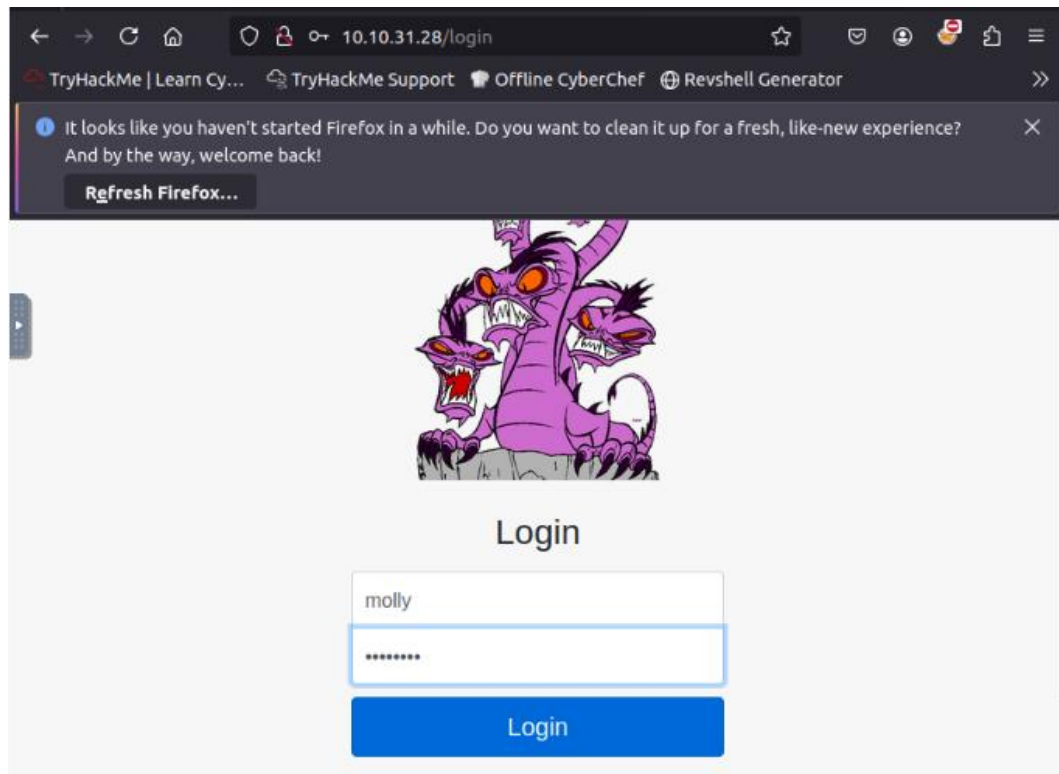 10.10.31.28/login
TryHackMe | Learn Cy... TryHackMe Support Offline CyberChef Revshell Generator
It looks like you haven't started Firefox in a while. Do you want to clean it up for a fresh, like-new experience?
And by the way, welcome back!
Refresh Firefox...
Login
molly
••••••••
Login